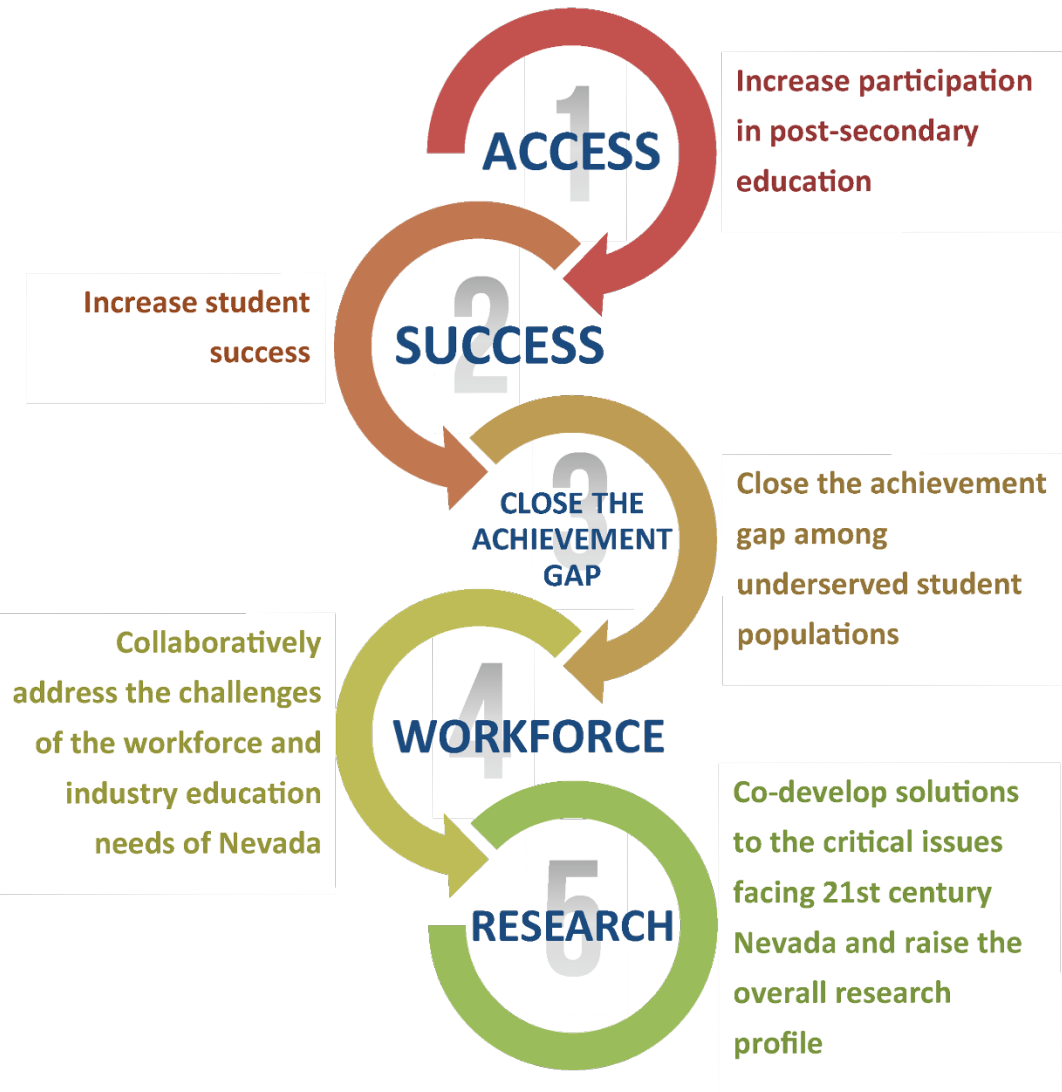 1
ACCESS
Increase participation
in post-secondary
education
2
SUCCESS
Increase student
success
3
CLOSE THE
ACHIEVEMENT
GAP
Close the achievement
gap among
underserved student
populations
4
WORKFORCE
Collaboratively
address the challenges
of the workforce and
industry education
needs of Nevada
5
RESEARCH
Co-develop solutions
to the critical issues
facing 21st century
Nevada and raise the
overall research
profile